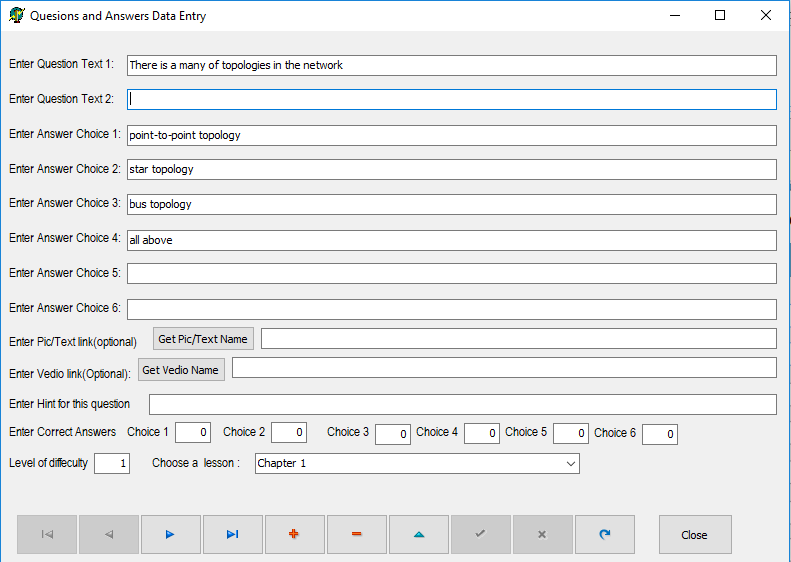 Quesions and Answers Data Entry
Enter Question Text 1: There is a many of topologies in the network
Enter Question Text 2:
Enter Answer Choice 1: point-to-point topology
Enter Answer Choice 2: star topology
Enter Answer Choice 3: bus topology
Enter Answer Choice 4: all above
Enter Answer Choice 5:
Enter Answer Choice 6:
Enter Pic/Text link(optional) Get Pic/Text Name
Enter Vedio link(Optional): Get Vedio Name
Enter Hint for this question
Enter Correct Answers Choice 1 0 Choice 2 0 Choice 3 0 Choice 4 0 Choice 5 0 Choice 6 0
Level of diffeculty 1 Choose a lesson : Chapter 1
Close